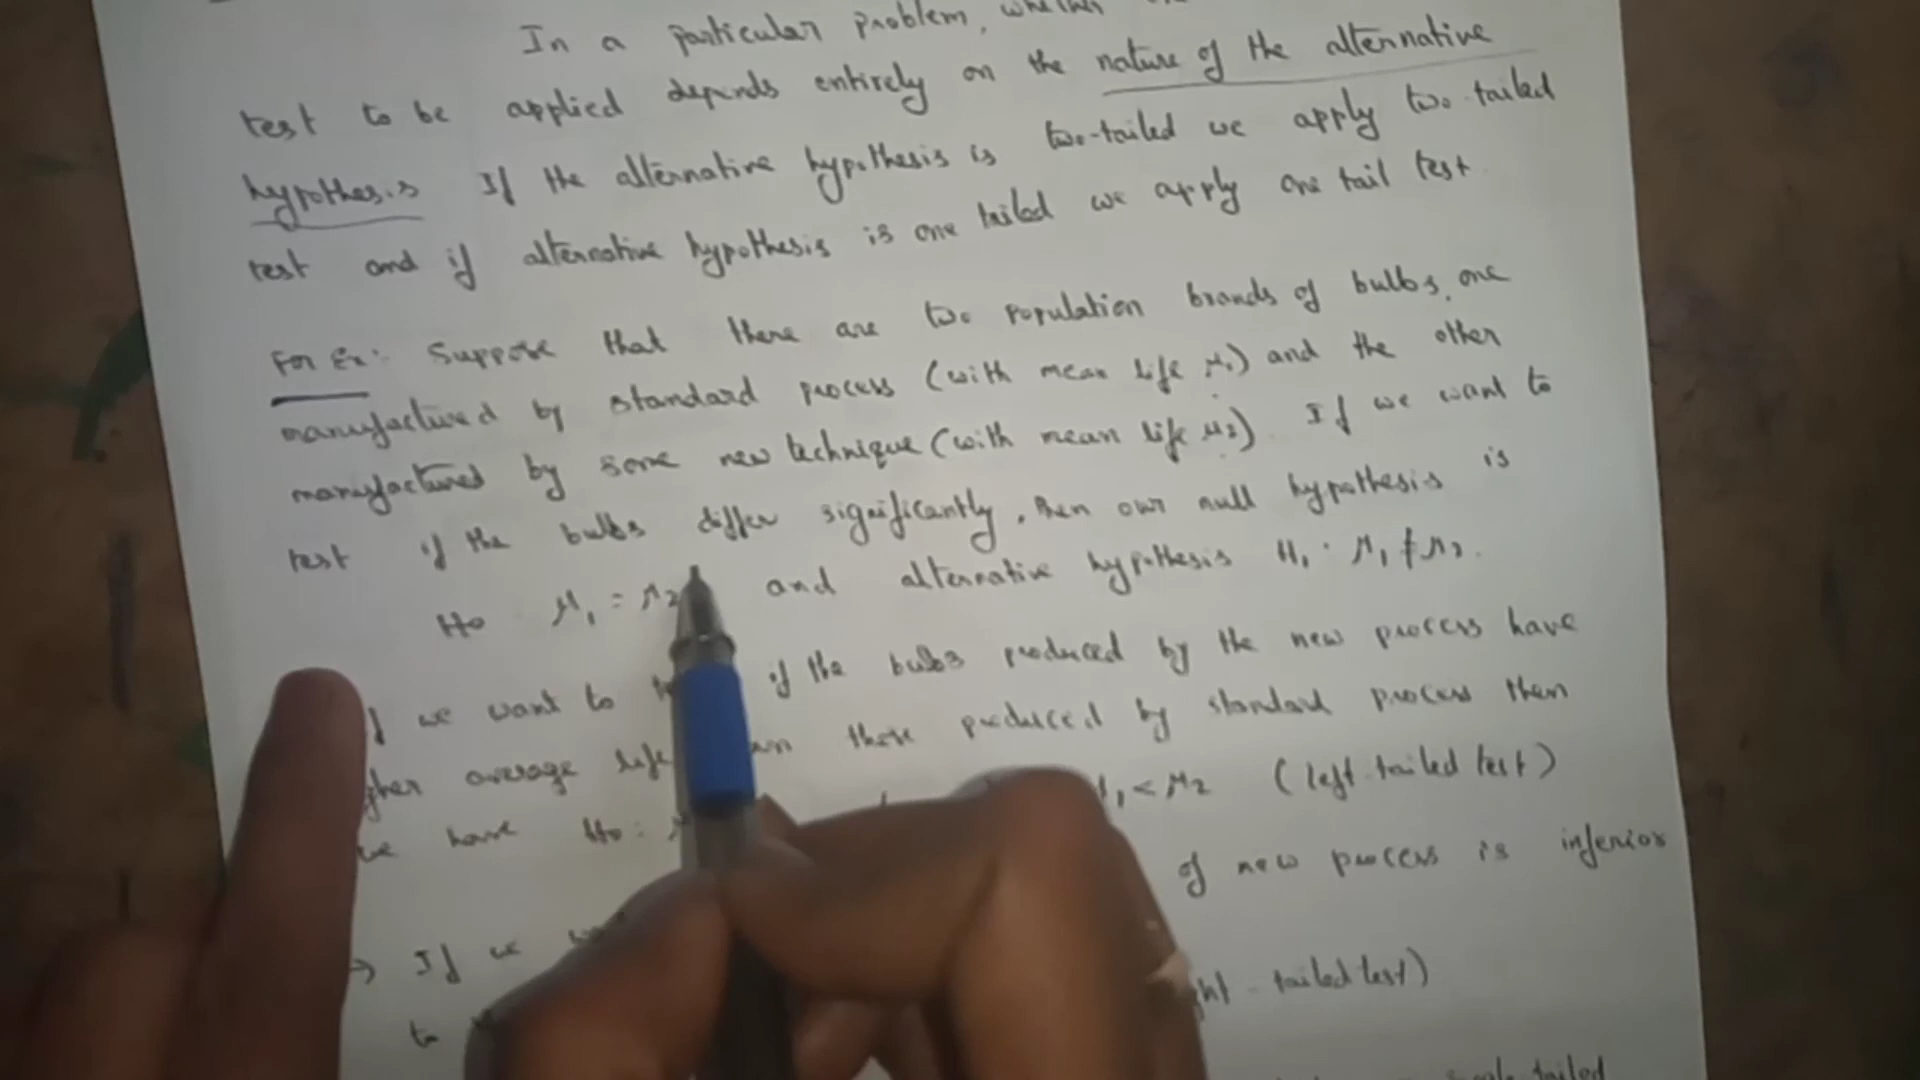 In a particular problem, whether
test to be applied depends entirely on the nature of the alternative
hypothesis If the alternative hypothesis is two-tailed we apply two-tailed
test and if alternative hypothesis is one tailed we apply one tail test
For Ex: Suppose that there are two population brands of bulbs, one
manufactured by standard process (with mean life μ₁) and the other
manufactured by some new technique (with mean life μ₂). If we want to
test if the bulbs differ significantly, then our null hypothesis is
H₀ μ₁ = μ₂ and alternative hypothesis H₁ : μ₁ ≠ μ₂.
we want to if the bulbs produced by the new process have
average life those produced by standard process then
have H₀: μ₁ < μ₂ (left tailed test)
of new process is inferior
→ If we
to tailed test)
tailed